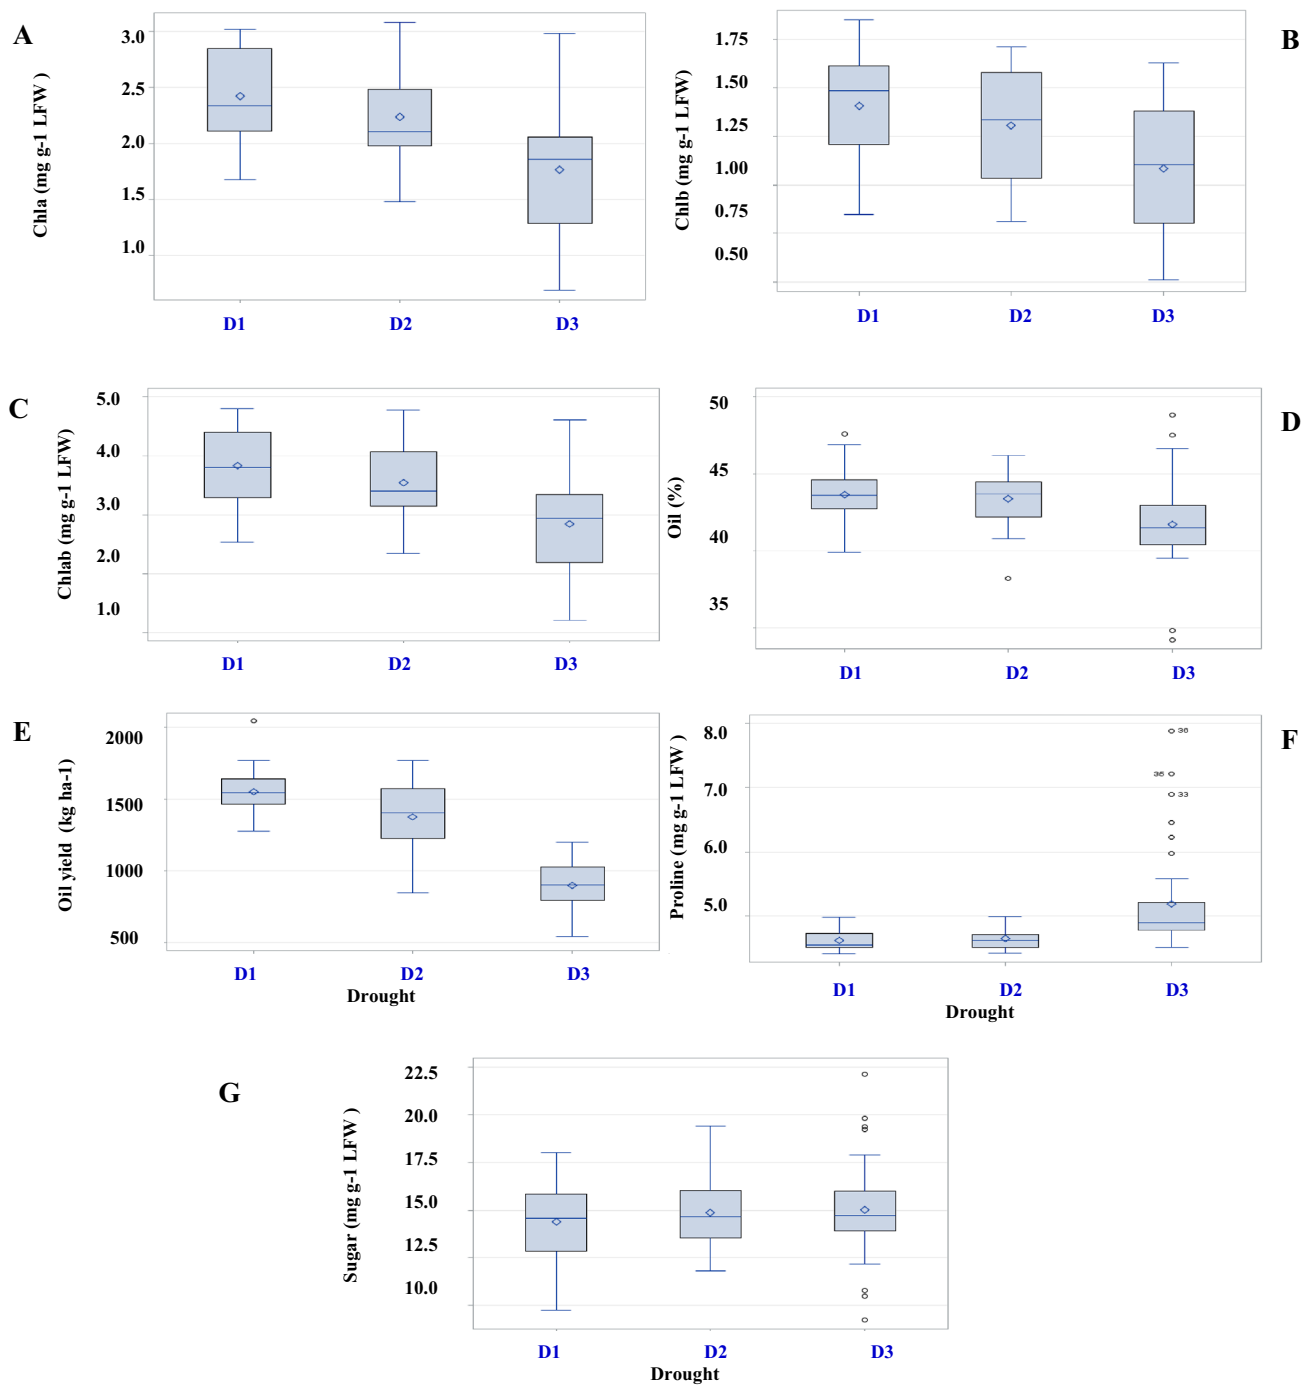 A
Chla (mg g-1 LFW )
3.0
2.5
2.0
1.5
1.0
D1 D2 D3
B
Chlb (mg g-1 LFW)
1.75
1.50
1.25
1.00
0.75
0.50
D1 D2 D3
C
Chlab (mg g-1 LFW)
5.0
4.0
3.0
2.0
1.0
D1 D2 D3
D
Oil (%)
50
45
40
35
D1 D2 D3
E
Oil yield (kg ha-1)
2000
1500
1000
500
D1 D2 D3
Drought
F
Proline (mg g-1 LFW )
8.0
7.0
6.0
5.0
36
35
33
D1 D2 D3
Drought
G
Sugar (mg g-1 LFW )
22.5
20.0
17.5
15.0
12.5
10.0
D1 D2 D3
Drought